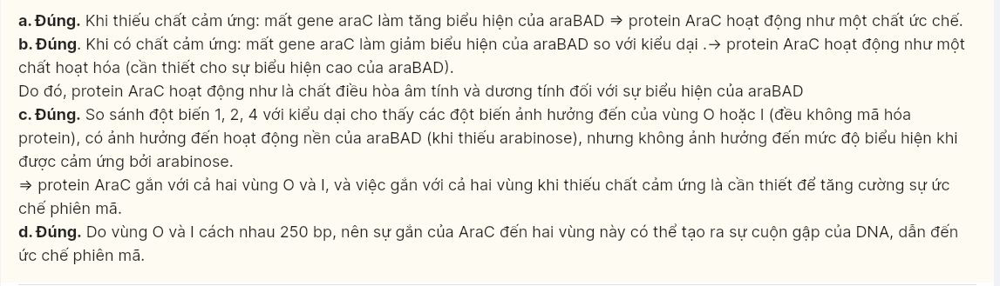 a. Đúng. Khi thiếu chất cảm ứng: mất gene araC làm tăng biểu hiện của araBAD ⇒ protein AraC hoạt động như một chất ức chế.
b. Đúng. Khi có chất cảm ứng: mất gene araC làm giảm biểu hiện của araBAD so với kiểu dại .→ protein AraC hoạt động như một
chất hoạt hóa (cần thiết cho sự biểu hiện cao của araBAD).
Do đó, protein AraC hoạt động như là chất điều hòa âm tính và dương tính đối với sự biểu hiện của araBAD
c. Đúng. So sánh đột biến 1, 2, 4 với kiểu dại cho thấy các đột biến ảnh hưởng đến của vùng O hoặc I (đều không mã hóa
protein), có ảnh hưởng đến hoạt động nền của araBAD (khi thiếu arabinose), nhưng không ảnh hưởng đến mức độ biểu hiện khi
được cảm ứng bởi arabinose.
⇒ protein AraC gắn với cả hai vùng O và I, và việc gắn với cả hai vùng khi thiếu chất cảm ứng là cần thiết để tăng cường sự ức
chế phiên mã.
d. Đúng. Do vùng O và I cách nhau 250 bp, nên sự gắn của AraC đến hai vùng này có thể tạo ra sự cuộn gập của DNA, dẫn đến
ức chế phiên mã.